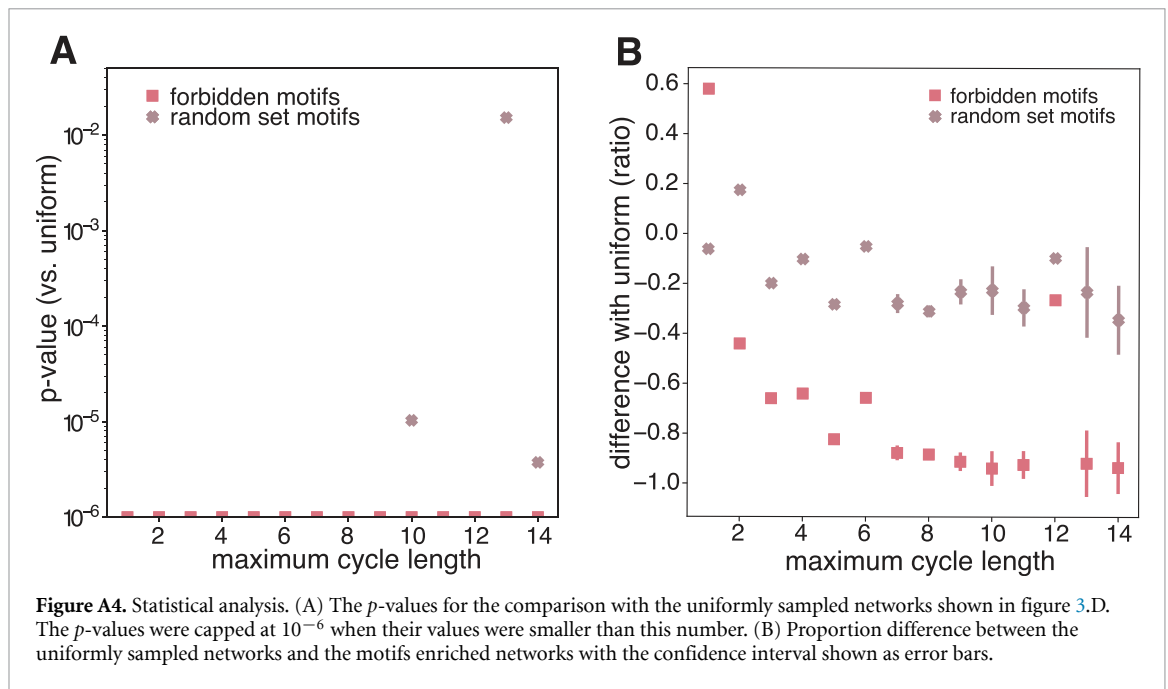 A
B
forbidden motifs
random set motifs
p-value (vs. uniform)
10−2
10−3
10−4
10−5
10−6
2 4 6 8 10 12 14
maximum cycle length
forbidden motifs
random set motifs
difference with uniform (ratio)
0.6
0.4
0.2
0.0
−0.2
−0.4
−0.6
−0.8
−1.0
2 4 6 8 10 12 14
maximum cycle length
Figure A4. Statistical analysis. (A) The p-values for the comparison with the uniformly sampled networks shown in figure 3.D.
The p-values were capped at 10−6 when their values were smaller than this number. (B) Proportion difference between the
uniformly sampled networks and the motifs enriched networks with the confidence interval shown as error bars.